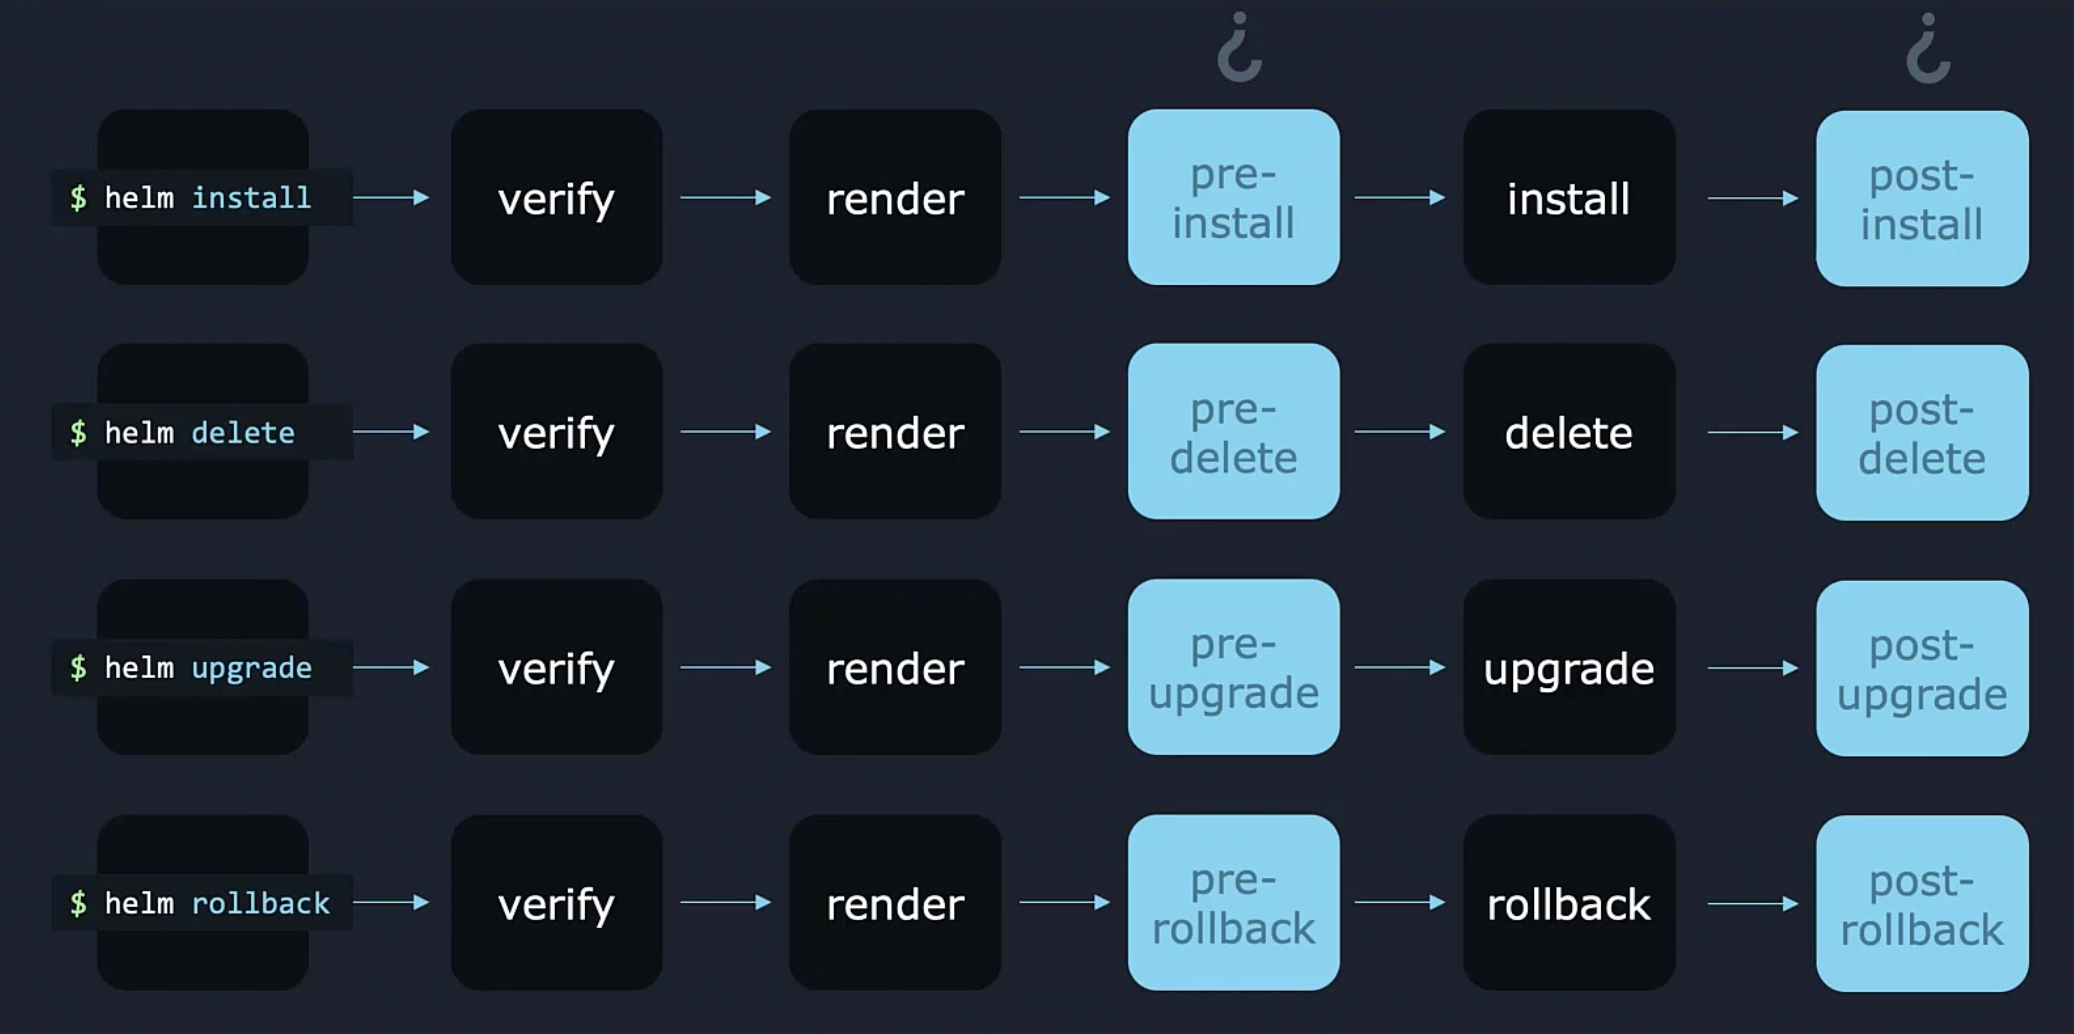 $ helm install
verify
render
pre-
install
install
post-
install
$ helm delete
verify
render
pre-
delete
delete
post-
delete
$ helm upgrade
verify
render
pre-
upgrade
upgrade
post-
upgrade
$ helm rollback
verify
render
pre-
rollback
rollback
post-
rollback